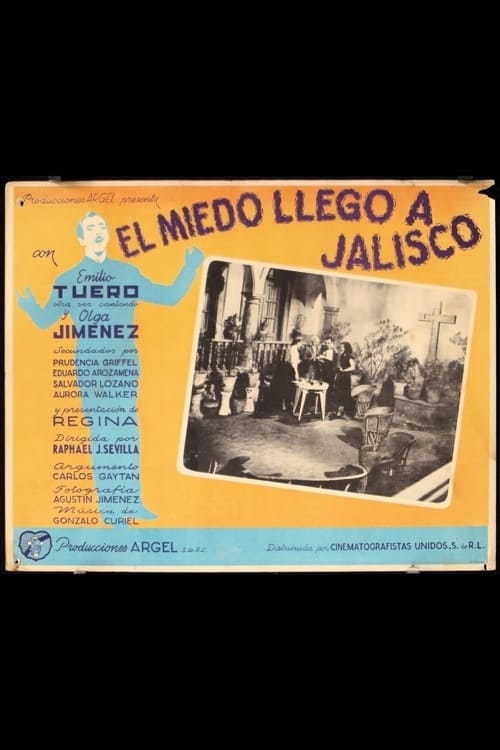 Producciones ARGEL presenta
EL MIEDO LLEGO A
JALISCO
con
Emilio
TUERO
otra vez cantando
y Olga
JIMÉNEZ
Secundados por
PRUDENCIA GRIFFEL
EDUARDO AROZAMENA
SALVADOR LOZANO
AURORA WALKER
y presentación de
REGINA
Dirigida por
RAPHAEL J. SEVILLA
Argumento
CARLOS GAYTAN
Fotografía
AGUSTIN JIMENEZ
Música de
GONZALO CURIEL
Producciones ARGEL S. de R.L.
Distribuida por CINEMATOGRAFISTAS UNIDOS, S. de R.L.